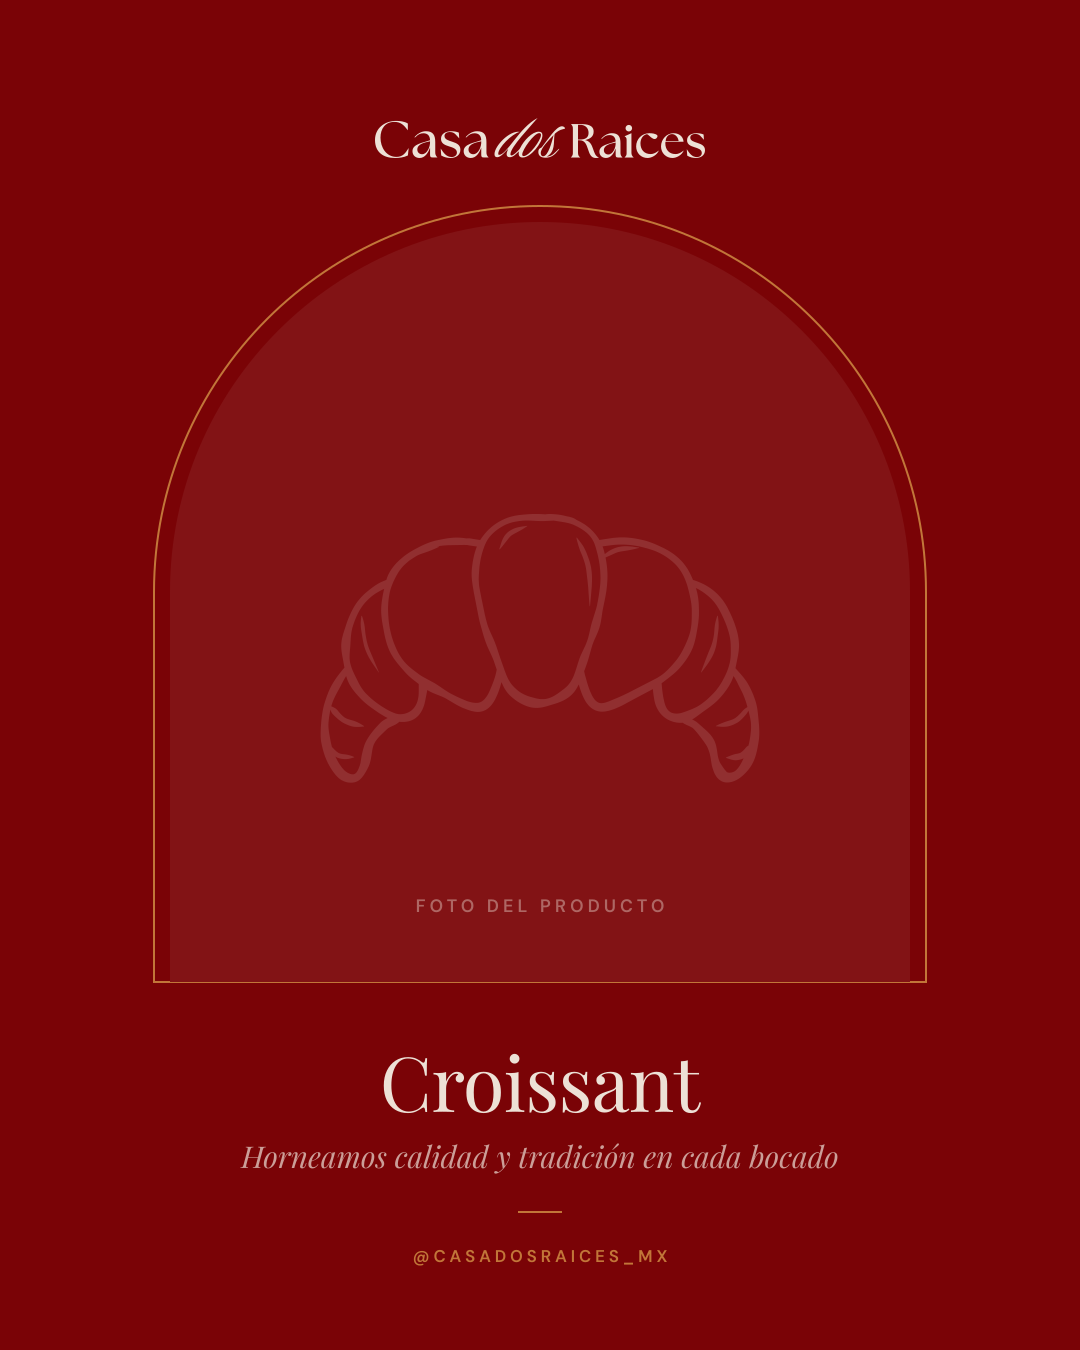 Casa dos Raices
FOTO DEL PRODUCTO
Croissant
Horneamos calidad y tradición en cada bocado
@CASADOSRAICES_MX